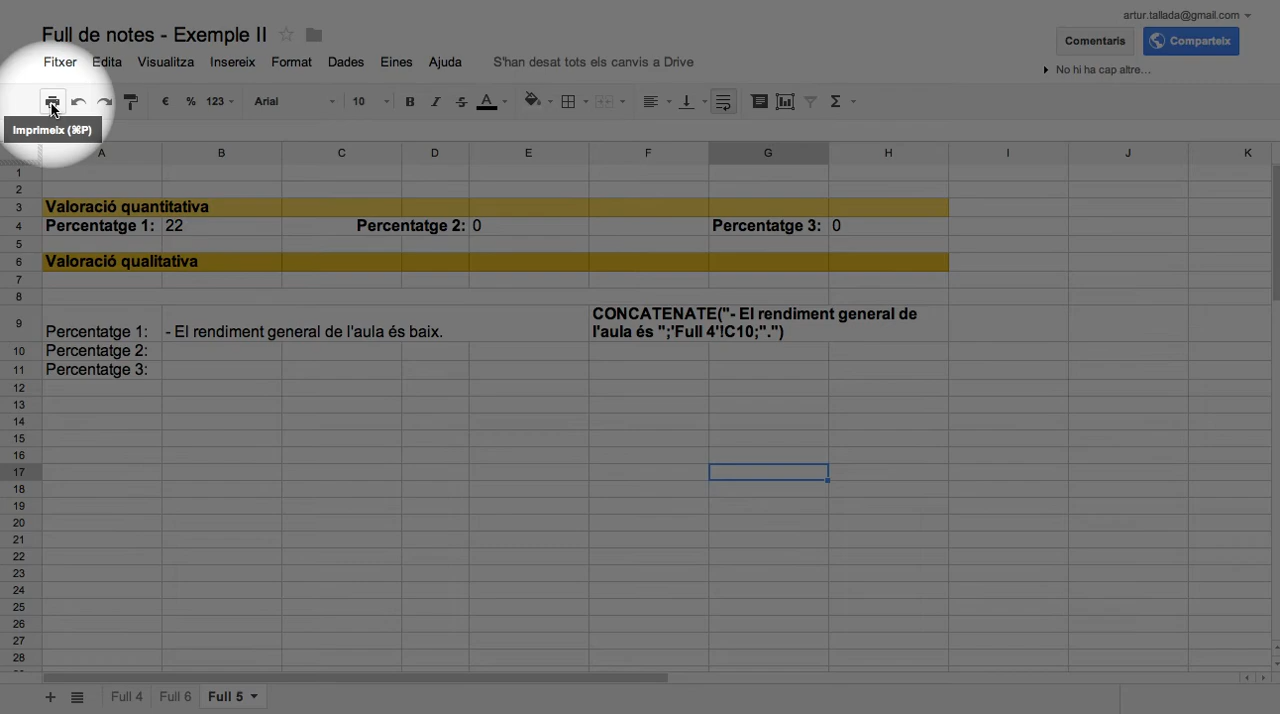 artur.tallada@gmail.com
Full de notes - Exemple II
Comentaris
Comparteix
Fitxer Edita Visualitza Insereix Format Dades Eines Ajuda S'han desat tots els canvis a Drive
No hi ha cap altre…
€ % 123 Arial 10 B I S A Σ
Imprimeix (⌘P)
A B C D E F G H I J K
1
2
3 Valoració quantitativa
4 Percentatge 1: 22 Percentatge 2: 0 Percentatge 3: 0
5
6 Valoració qualitativa
7
8
CONCATENATE("- El rendiment general de
9 Percentatge 1: - El rendiment general de l'aula és baix. l'aula és ";'Full 4'!C10;".")
10 Percentatge 2:
11 Percentatge 3:
12
13
14
15
16
17
18
19
20
21
22
23
24
25
26
27
28
+ Full 4 Full 6 Full 5